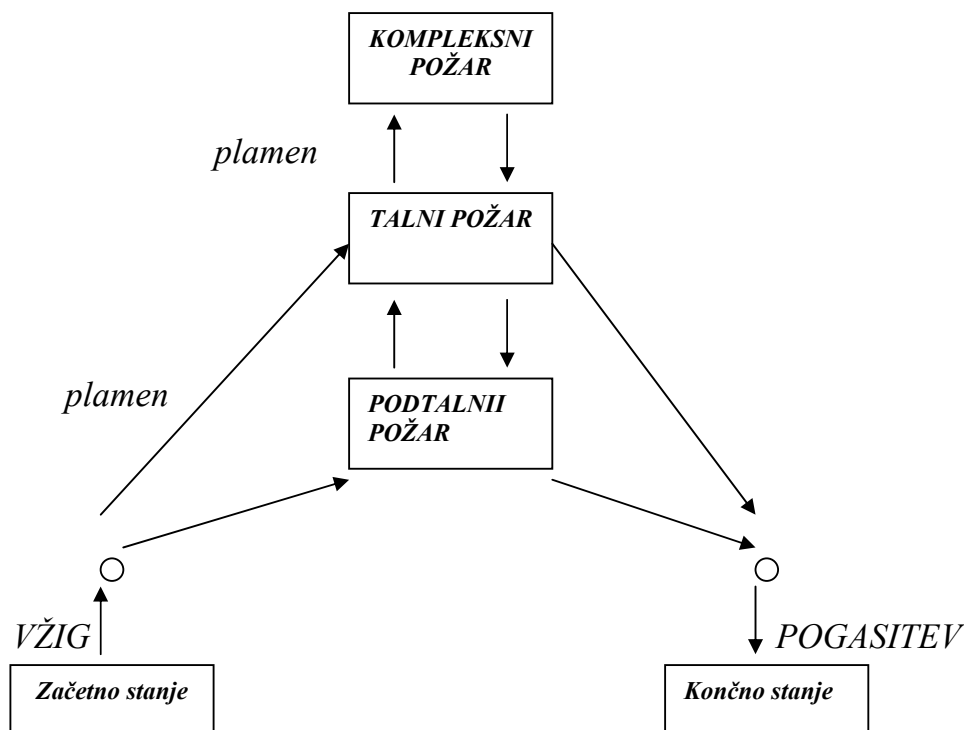 KOMPLEKSNI
POŽAR
plamen
TALNI POŽAR
plamen
PODTALNII
POŽAR
VŽIG
POGASITEV
Začetno stanje
Končno stanje